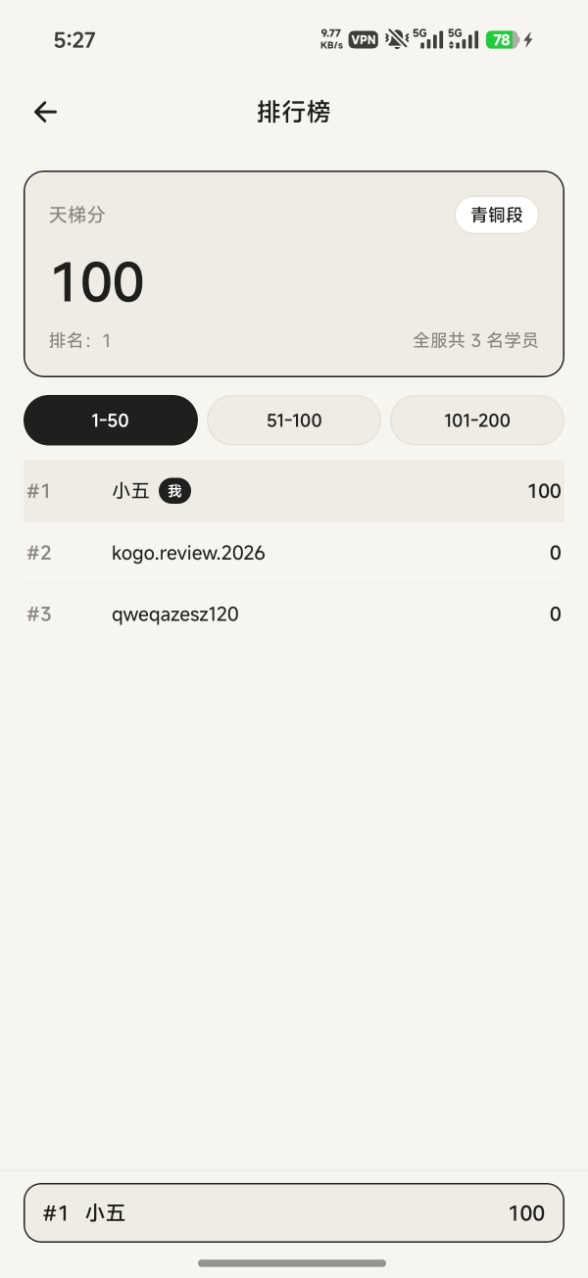 5:27 9.77 KB/s VPN 5G 5G 78
排行榜
天梯分 青铜段
100
排名：1 全服共 3 名学员
1-50 51-100 101-200
#1 小五 我 100
#2 kogo.review.2026 0
#3 qweqazesz120 0
#1 小五 100